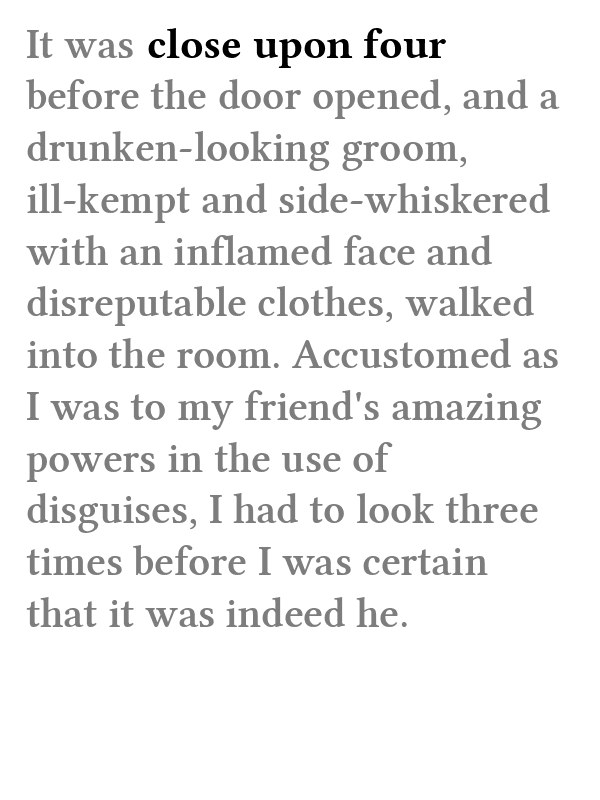 It was close upon four
before the door opened, and a
drunken-looking groom,
ill-kempt and side-whiskered
with an inflamed face and
disreputable clothes, walked
into the room. Accustomed as
I was to my friend's amazing
powers in the use of
disguises, I had to look three
times before I was certain
that it was indeed he.